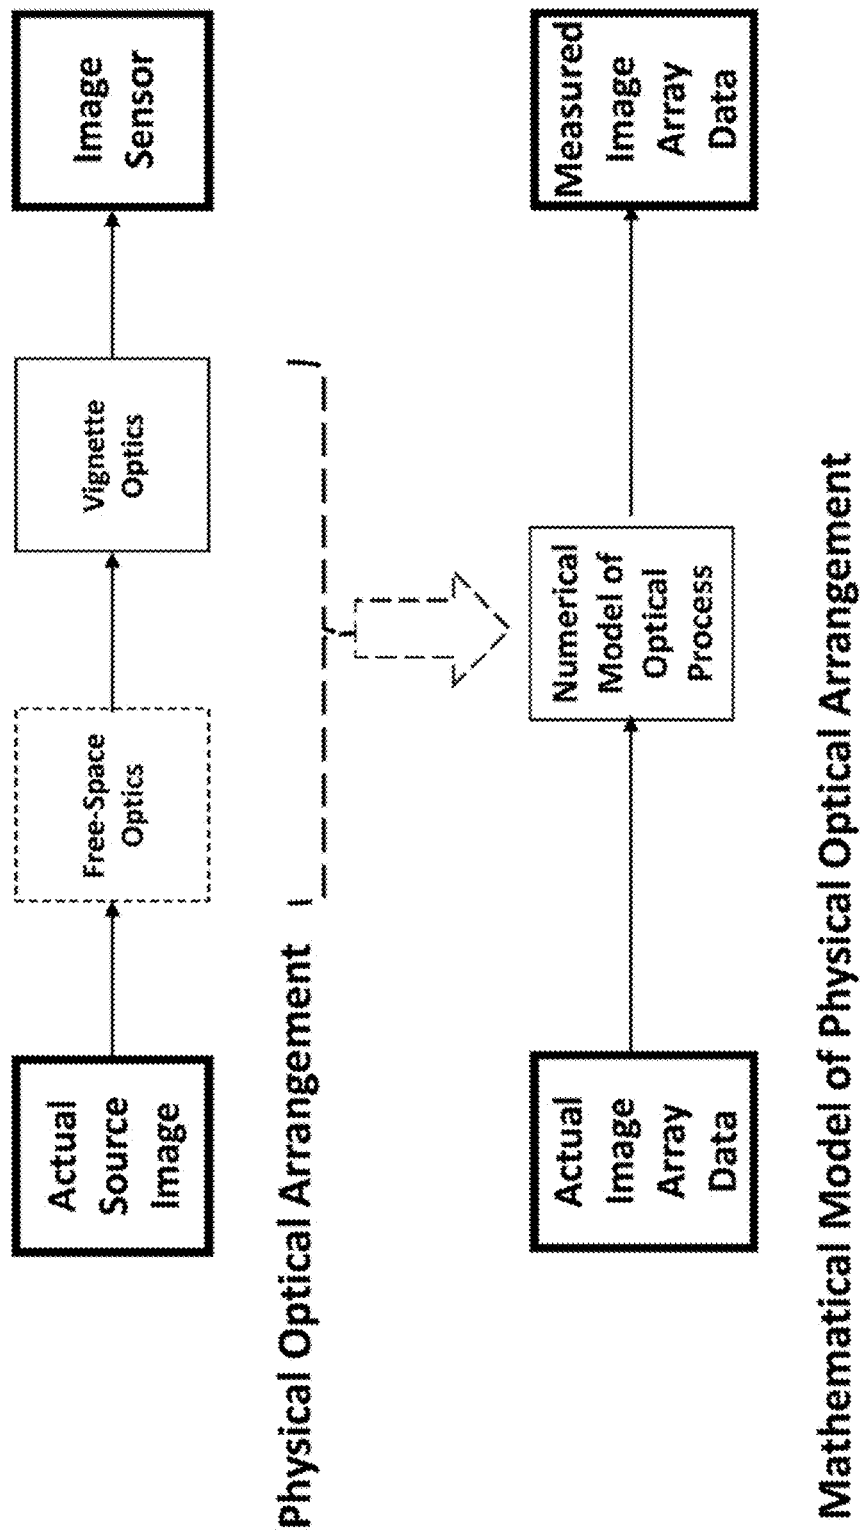 Actual
Source
Image
Free-Space
Optics
Vignette
Optics
Image
Sensor
Physical Optical Arrangement
Actual
Image
Array
Data
Numerical
Model of
Optical
Process
Measured
Image
Array
Data
Mathematical Model of Physical Optical Arrangement